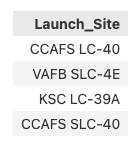 Launch_Site
CCAFS LC-40
VAFB SLC-4E
KSC LC-39A
CCAFS SLC-40